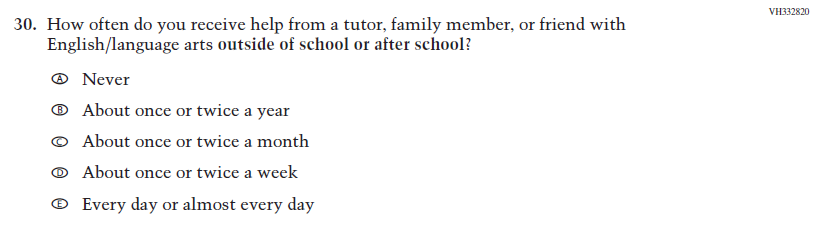 VH332820
30. How often do you receive help from a tutor, family member, or friend with
English/language arts outside of school or after school?
A Never
B About once or twice a year
C About once or twice a month
D About once or twice a week
E Every day or almost every day